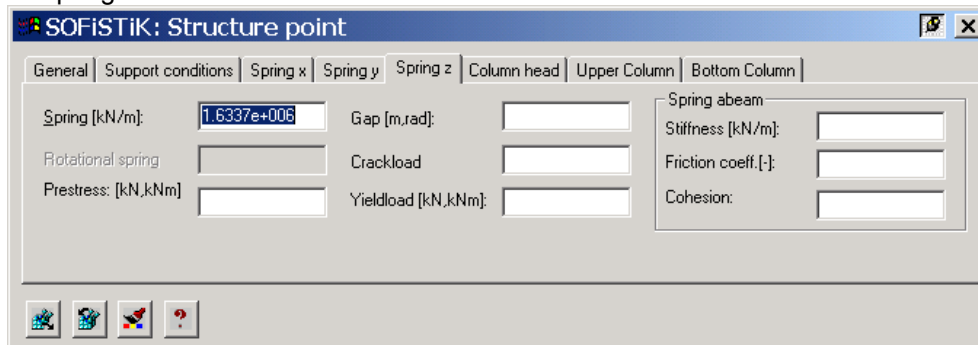 SOFiSTiK: Structure point
General Support conditions Spring x Spring y Spring z Column head Upper Column Bottom Column
Spring [kN/m]: 1.6337e+006 Gap [m,rad]:
Rotational spring Crackload
Prestress: [kN,kNm] Yieldload [kN,kNm]:
Spring abeam
Stiffness [kN/m]:
Friction coeff.[-]:
Cohesion:
?